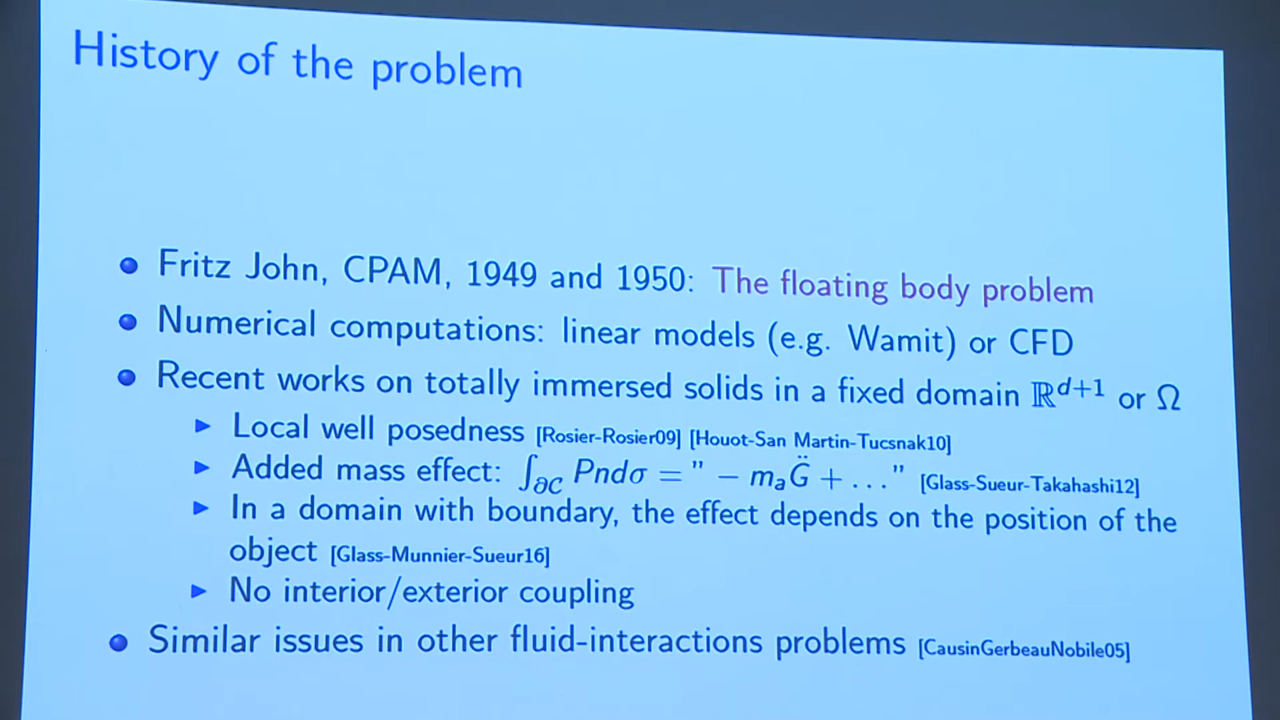 History of the problem
Fritz John, CPAM, 1949 and 1950: The floating body problem
Numerical computations: linear models (e.g. Wamit) or CFD
Recent works on totally immersed solids in a fixed domain ℝ^{d+1} or Ω
Local well posedness [Rosier-Rosier09] [Houot-San Martin-Tucsnak10]
Added mass effect: ∫_{∂C} Pndσ = " − m_a G̈ + ..." [Glass-Sueur-Takahashi12]
In a domain with boundary, the effect depends on the position of the
object [Glass-Munnier-Sueur16]
No interior/exterior coupling
Similar issues in other fluid-interactions problems [CausinGerbeauNobile05]